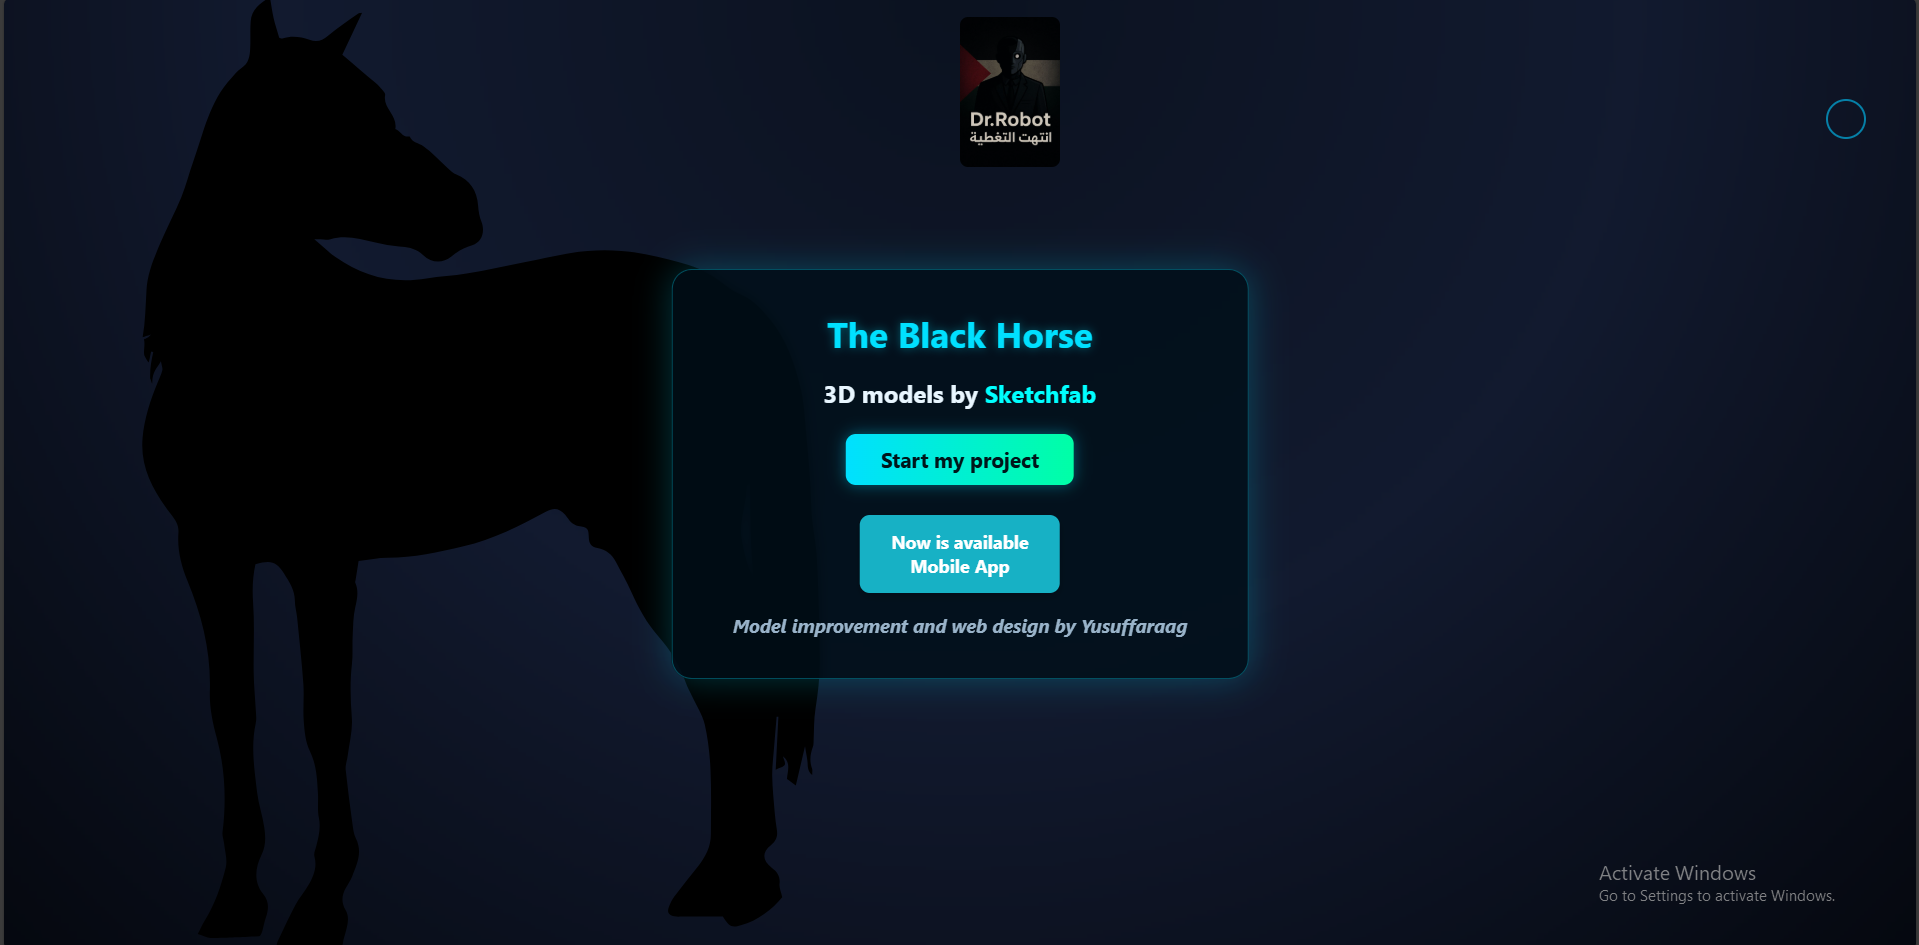 Dr.Robot
انتهت التغطية
The Black Horse
3D models by Sketchfab
Start my project
Now is available
Mobile App
Model improvement and web design by Yusuffaraag
Activate Windows
Go to Settings to activate Windows.